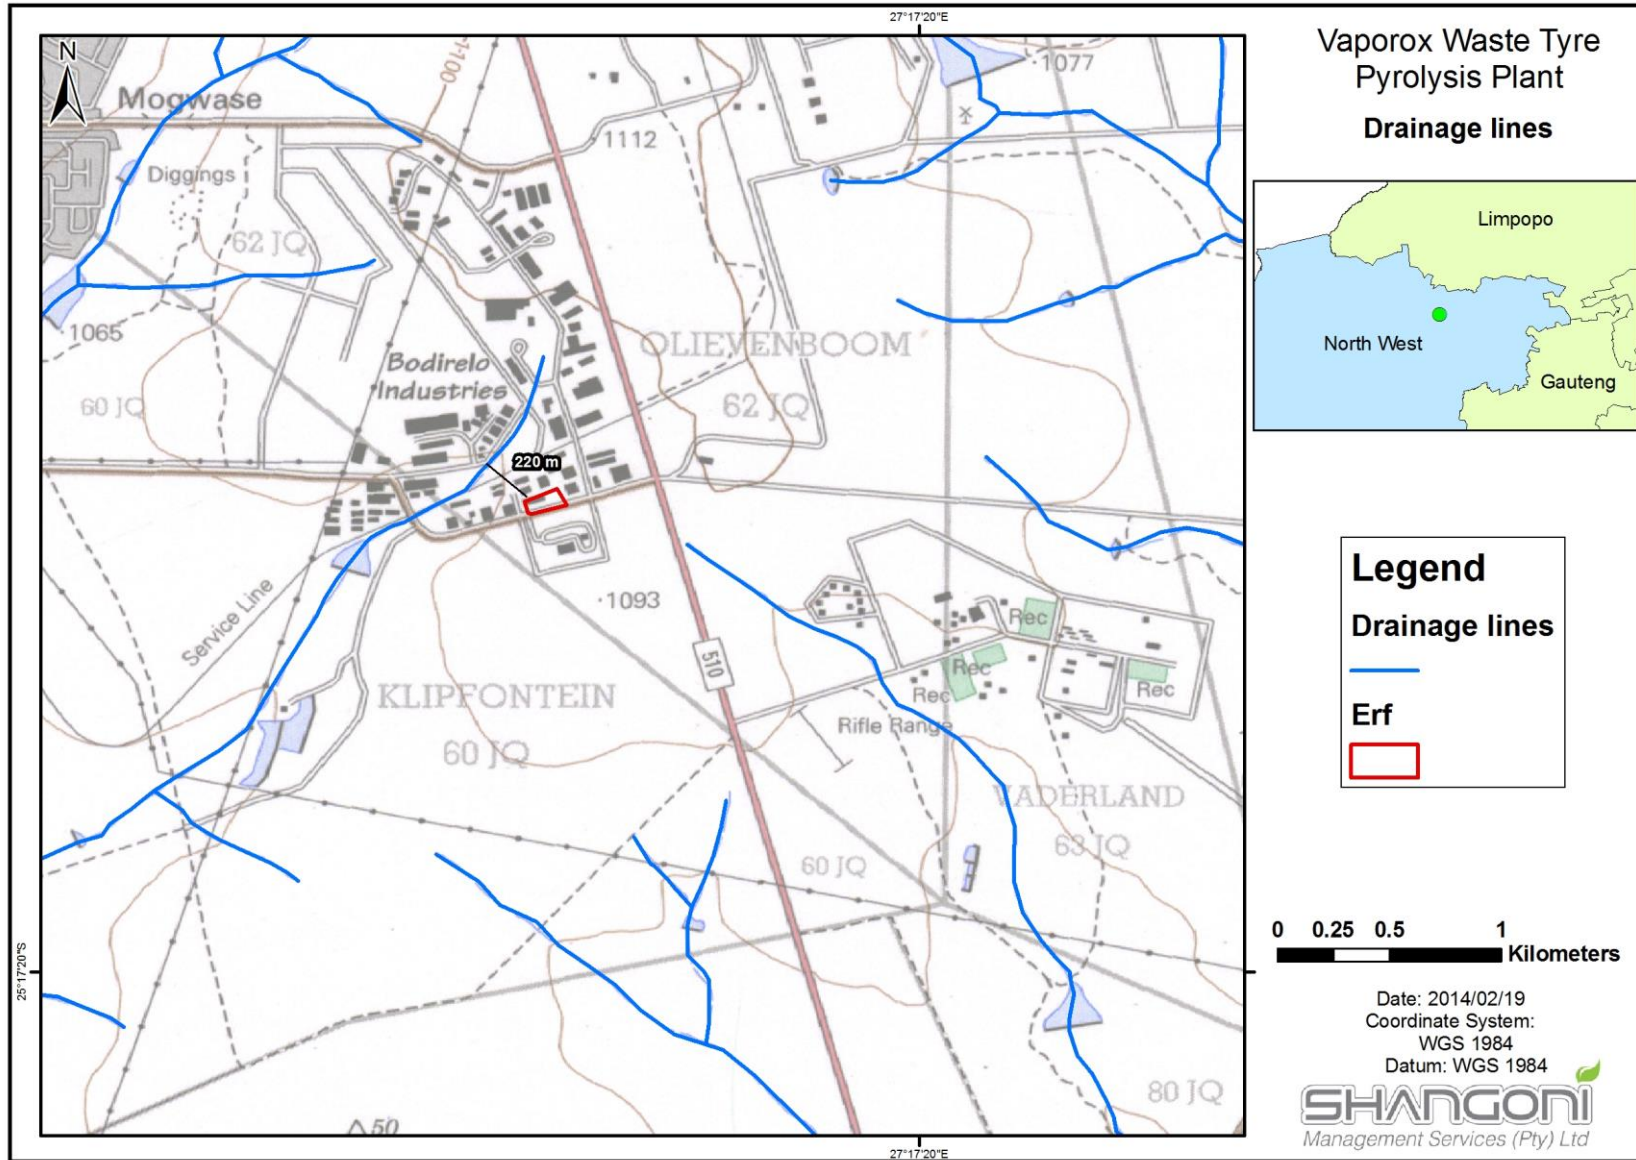 27°17'20"E
Vaporox Waste Tyre
Pyrolysis Plant
Drainage lines
N
-1100
1077
Mogwase
1112
Diggings
62 JQ
Limpopo
North West
Gauteng
1065
OLIEVENBOOM
Bodirelo
Industries
60 JQ
62 JQ
220 m
Legend
Drainage lines
Erf
1093
Service Line
510
Rec
Rec
Rec
Rec
KLIPFONTEIN
60 JQ
Rifle Range
VADERLAND
63 JQ
60 JQ
0 0.25 0.5 1
Kilometers
25°17'20"S
Date: 2014/02/19
Coordinate System:
WGS 1984
Datum: WGS 1984
80 JQ
SHANGONI
Management Services (Pty) Ltd
50
27°17'20"E